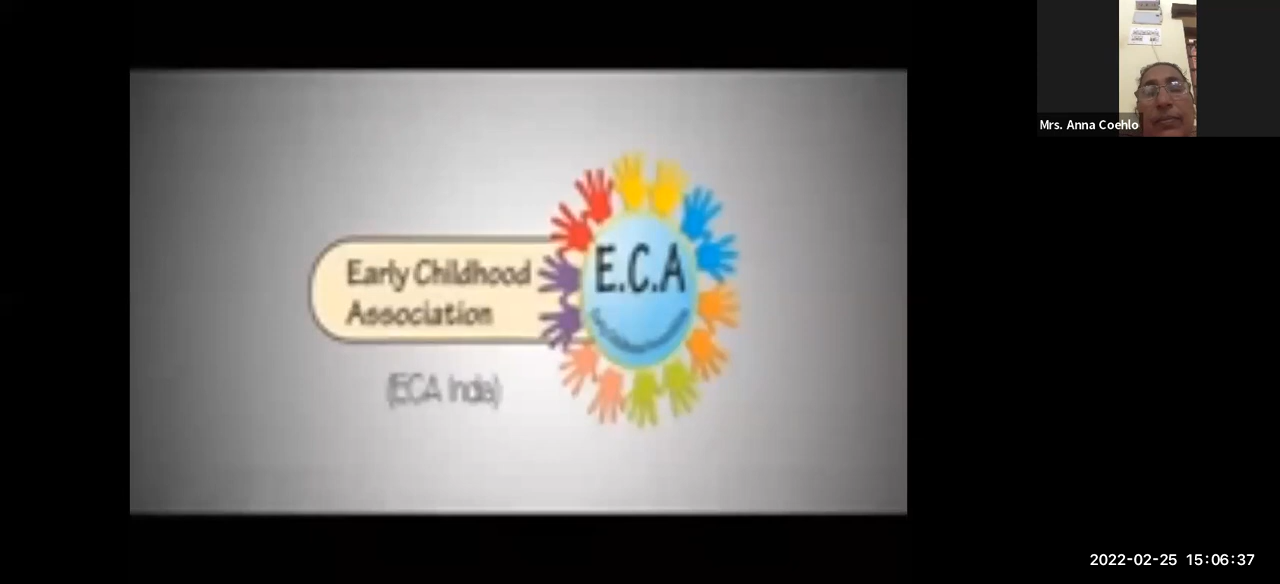 Early Childhood
Association
E.C.A
(ECA India)
Mrs. Anna Coehlo
2022-02-25 15:06:37